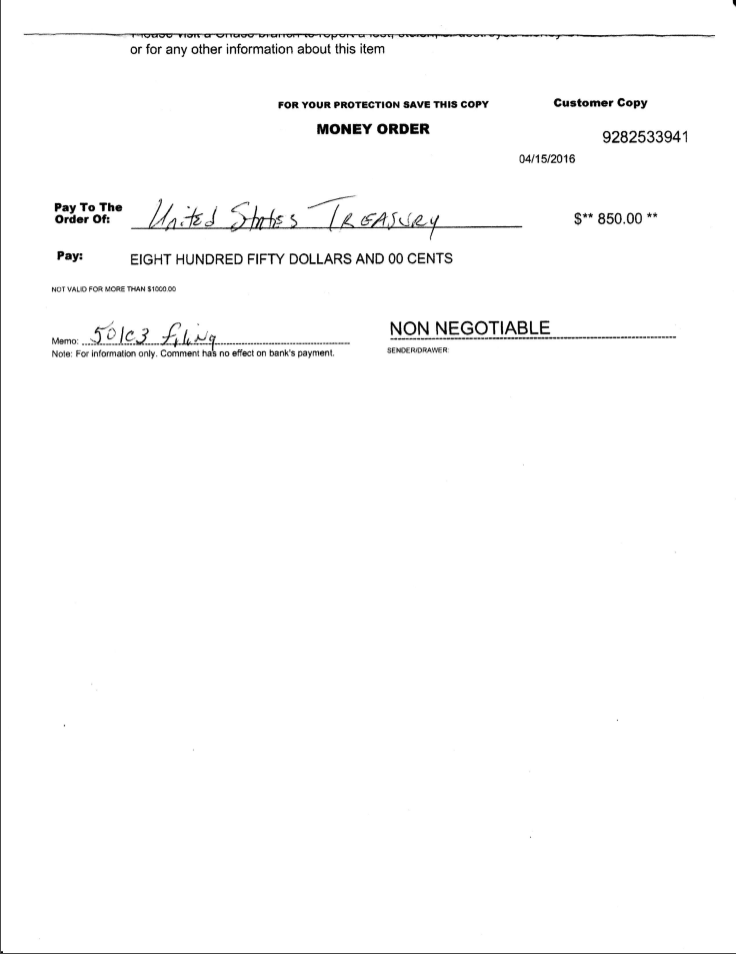 or for any other information about this item
FOR YOUR PROTECTION SAVE THIS COPY
Customer Copy
MONEY ORDER
9282533941
04/15/2016
Pay To The
Order Of: United States TREASURY $** 850.00 **
Pay: EIGHT HUNDRED FIFTY DOLLARS AND 00 CENTS
NOT VALID FOR MORE THAN $1000.00
Memo: 501C3 filing
NON NEGOTIABLE
Note: For information only. Comment has no effect on bank's payment.
SENDER/DRAWER: